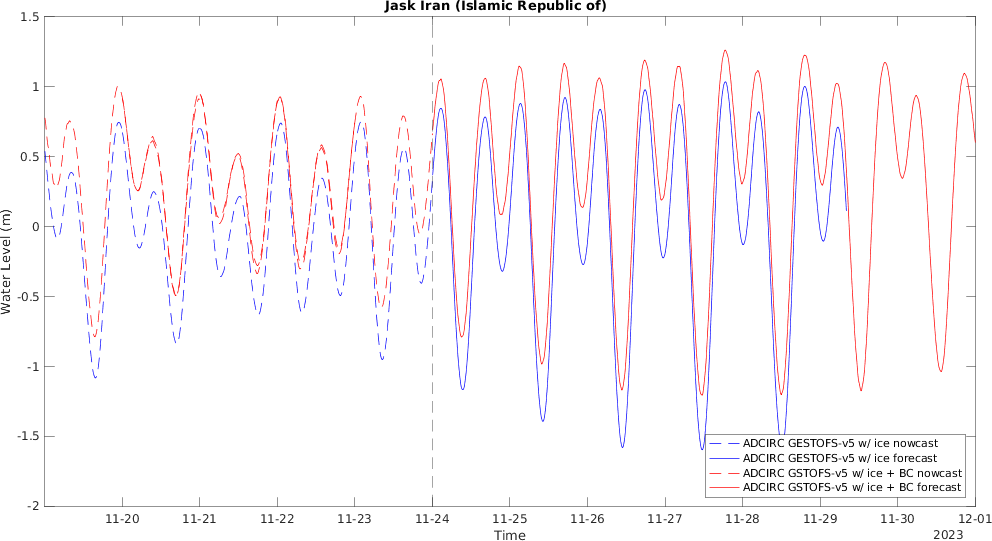 Jask Iran (Islamic Republic of)
1.5
1
0.5
0
-0.5
-1
-1.5
-2
Water Level (m)
ADCIRC GESTOFS-v5 w/ ice nowcast
ADCIRC GESTOFS-v5 w/ ice forecast
ADCIRC GSTOFS-v5 w/ ice + BC nowcast
ADCIRC GSTOFS-v5 w/ ice + BC forecast
11-20 11-21 11-22 11-23 11-24 11-25 11-26 11-27 11-28 11-29 11-30 12-01
Time
2023